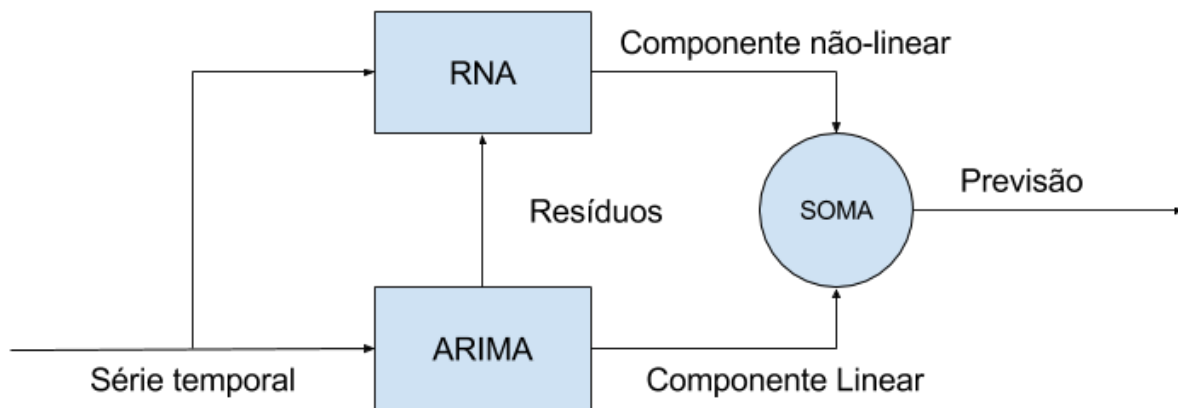 Componente não-linear
RNA
Previsão
Resíduos
SOMA
ARIMA
Série temporal
Componente Linear